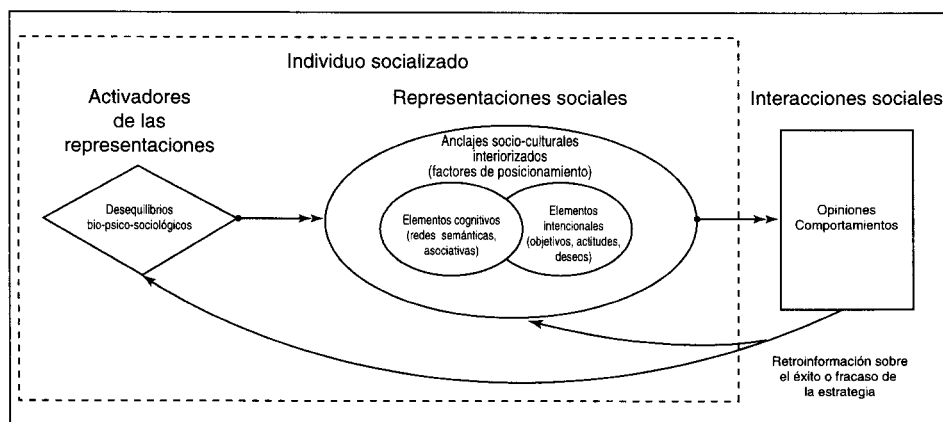 Individuo socializado
Activadores
de las
representaciones
Representaciones sociales
Interacciones sociales
Anclajes socio-culturales
interiorizados
(factores de posicionamiento)
Desequilíbrios
bio-psico-sociológicos
Elementos cognitivos
(redes semánticas,
asociativas)
Elementos
intencionales
(objetivos, actitudes,
deseos)
Opiniones
Comportamientos
Retroinformación sobre
el éxito o fracaso de
la estrategia